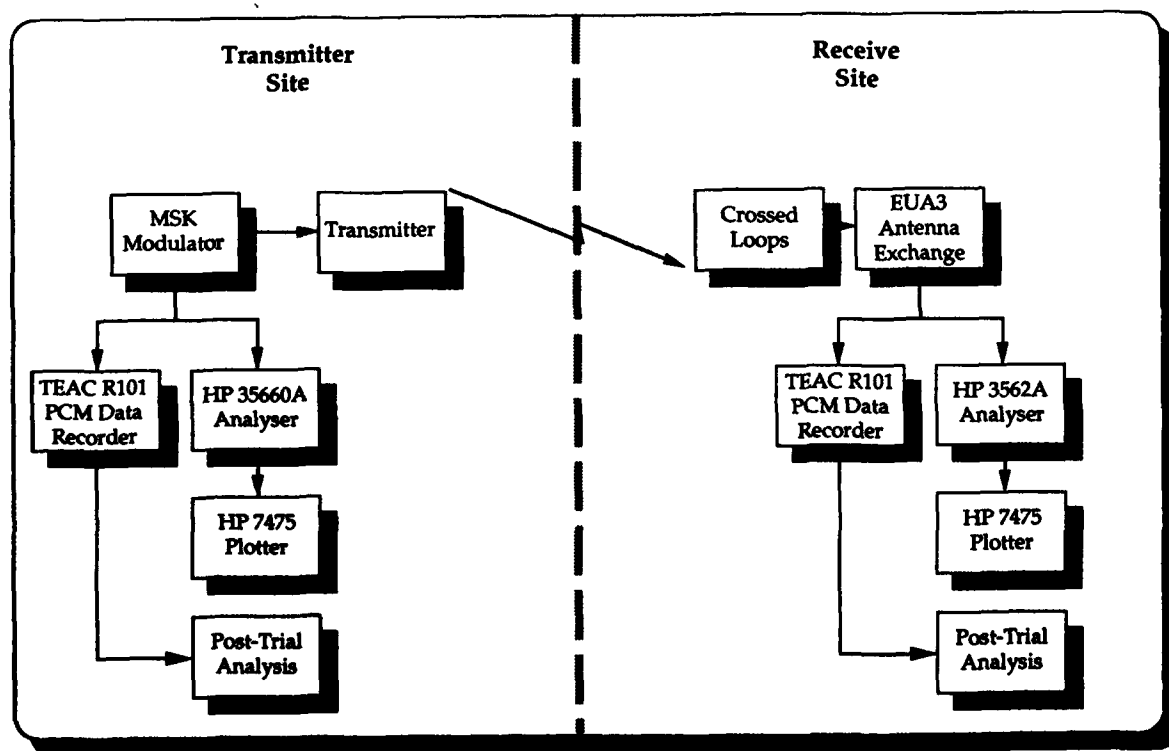 Transmitter
Site
MSK
Modulator
Transmitter
TEAC R101
PCM Data
Recorder
HP 35660A
Analyser
HP 7475
Plotter
Post-Trial
Analysis
Receive
Site
Crossed
Loops
EUA3
Antenna
Exchange
TEAC R101
PCM Data
Recorder
HP 3562A
Analyser
HP 7475
Plotter
Post-Trial
Analysis